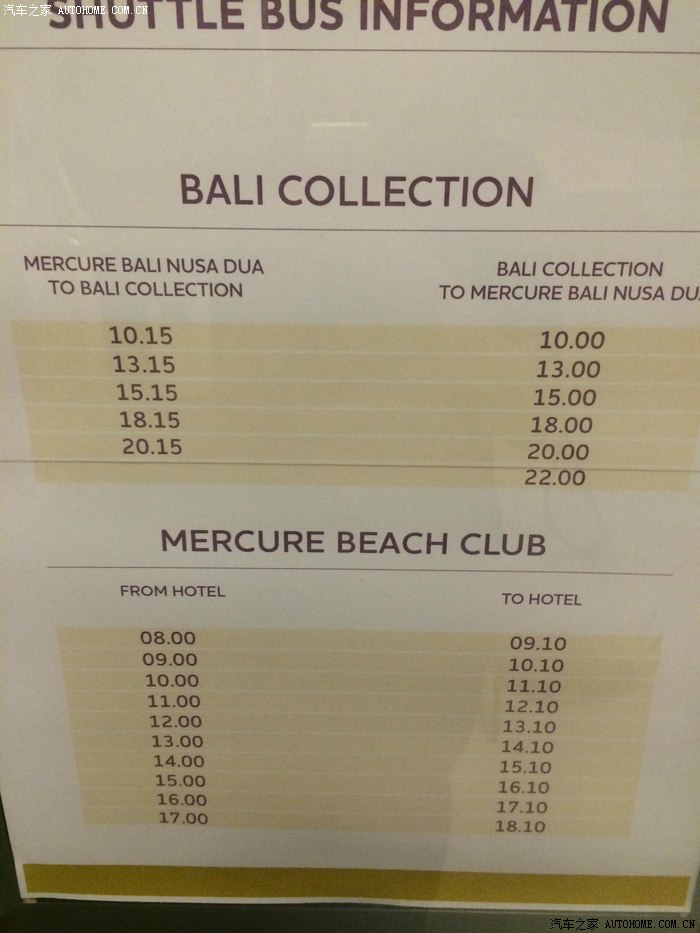 汽车之家 AUTOHOME.COM.CN
SHUTTLE BUS INFORMATION
BALI COLLECTION
MERCURE BALI NUSA DUA
TO BALI COLLECTION
BALI COLLECTION
TO MERCURE BALI NUSA DU
10.15 10.00
13.15 13.00
15.15 15.00
18.15 18.00
20.15 20.00
22.00
MERCURE BEACH CLUB
FROM HOTEL TO HOTEL
08.00 09.10
09.00 10.10
10.00 11.10
11.00 12.10
12.00 13.10
13.00 14.10
14.00 15.10
15.00 16.10
16.00 17.10
17.00 18.10
汽车之家 AUTOHOME.COM.CN